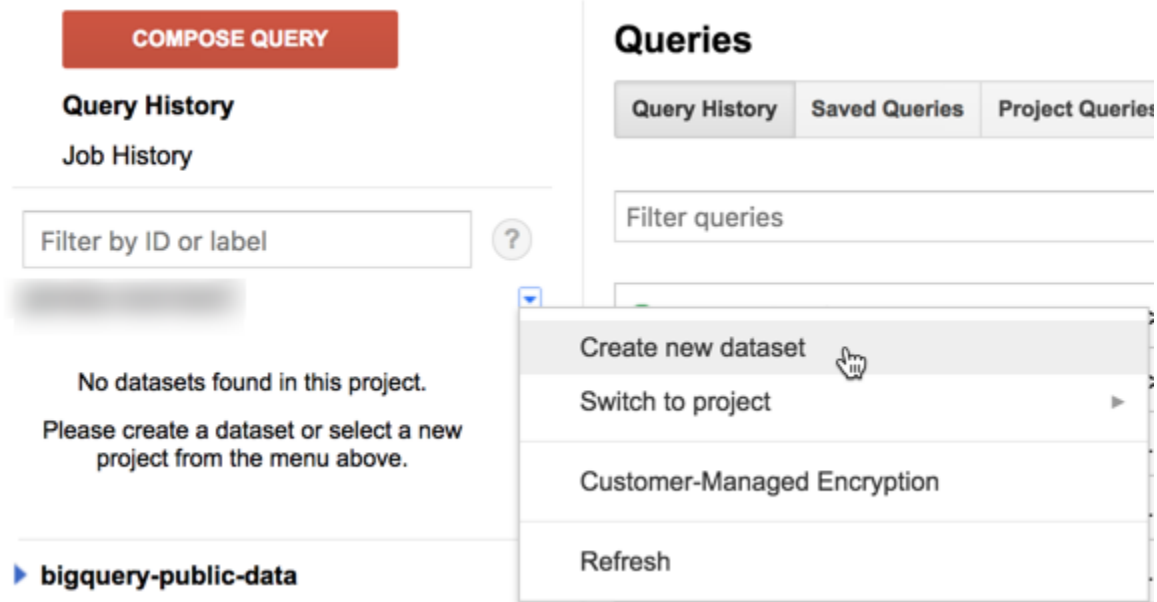 COMPOSE QUERY
Query History
Job History
Filter by ID or label
?
No datasets found in this project.
Please create a dataset or select a new
project from the menu above.
bigquery-public-data
Queries
Query History
Saved Queries
Project Queries
Filter queries
Create new dataset
Switch to project
Customer-Managed Encryption
Refresh